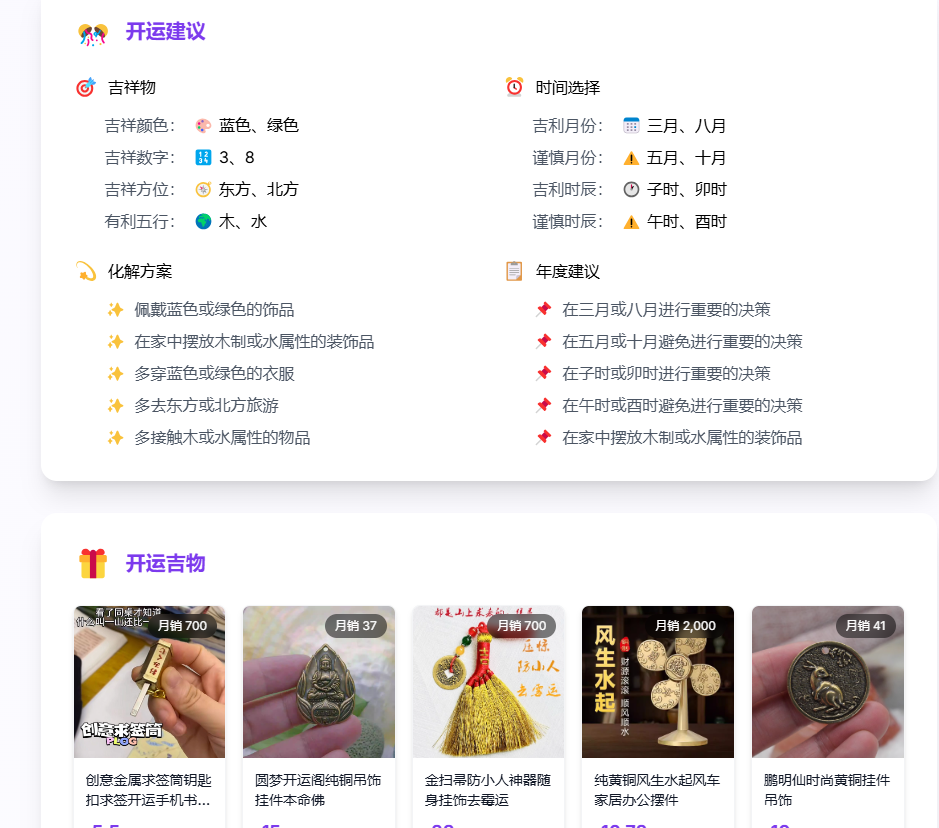 开运建议
吉祥物
吉祥颜色： 蓝色、绿色
吉祥数字： 3、8
吉祥方位： 东方、北方
有利五行： 木、水
时间选择
吉利月份： 三月、八月
谨慎月份： 五月、十月
吉利时辰： 子时、卯时
谨慎时辰： 午时、酉时
化解方案
佩戴蓝色或绿色的饰品
在家中摆放木制或水属性的装饰品
多穿蓝色或绿色的衣服
多去东方或北方旅游
多接触木或水属性的物品
年度建议
在三月或八月进行重要的决策
在五月或十月避免进行重要的决策
在子时或卯时进行重要的决策
在午时或酉时避免进行重要的决策
在家中摆放木制或水属性的装饰品
开运吉物
看了同桌才知道
什么叫一山还比一
月销 700
创意求签筒
PLOG
创意金属求签筒钥匙
扣求签开运手机书...
月销 37
圆梦开运阁纯铜吊饰
挂件本命佛
月销 700
压惊
防小人
去霉运
金扫帚防小人神器随
身挂饰去霉运
月销 2,000
风生水起
财源滚滚 顺风顺水
纯黄铜风生水起风车
家居办公摆件
月销 41
鹏明仙时尚黄铜挂件
吊饰